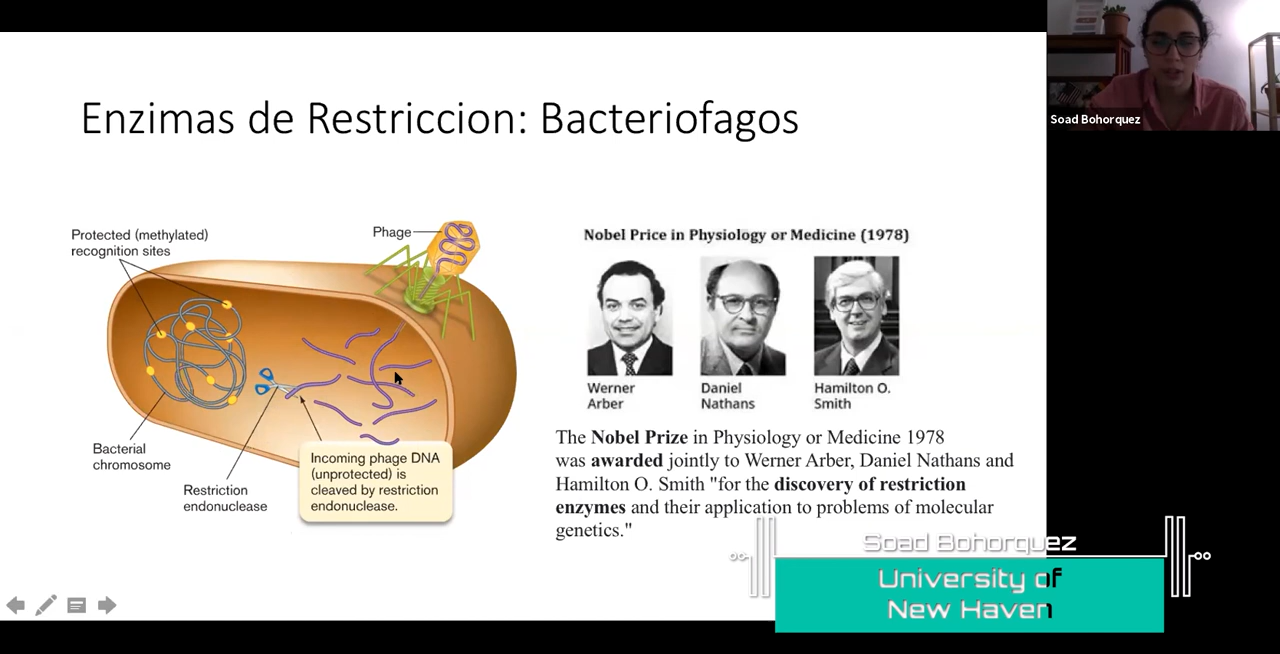 Soad Bohorquez
Enzimas de Restriccion: Bacteriofagos
Protected (methylated)
recognition sites
Phage
Bacterial
chromosome
Restriction
endonuclease
Incoming phage DNA
(unprotected) is
cleaved by restriction
endonuclease.
Nobel Price in Physiology or Medicine (1978)
Werner
Arber
Daniel
Nathans
Hamilton O.
Smith
The Nobel Prize in Physiology or Medicine 1978
was awarded jointly to Werner Arber, Daniel Nathans and
Hamilton O. Smith "for the discovery of restriction
enzymes and their application to problems of molecular
genetics."
Soad Bohorquez
University of
New Haven